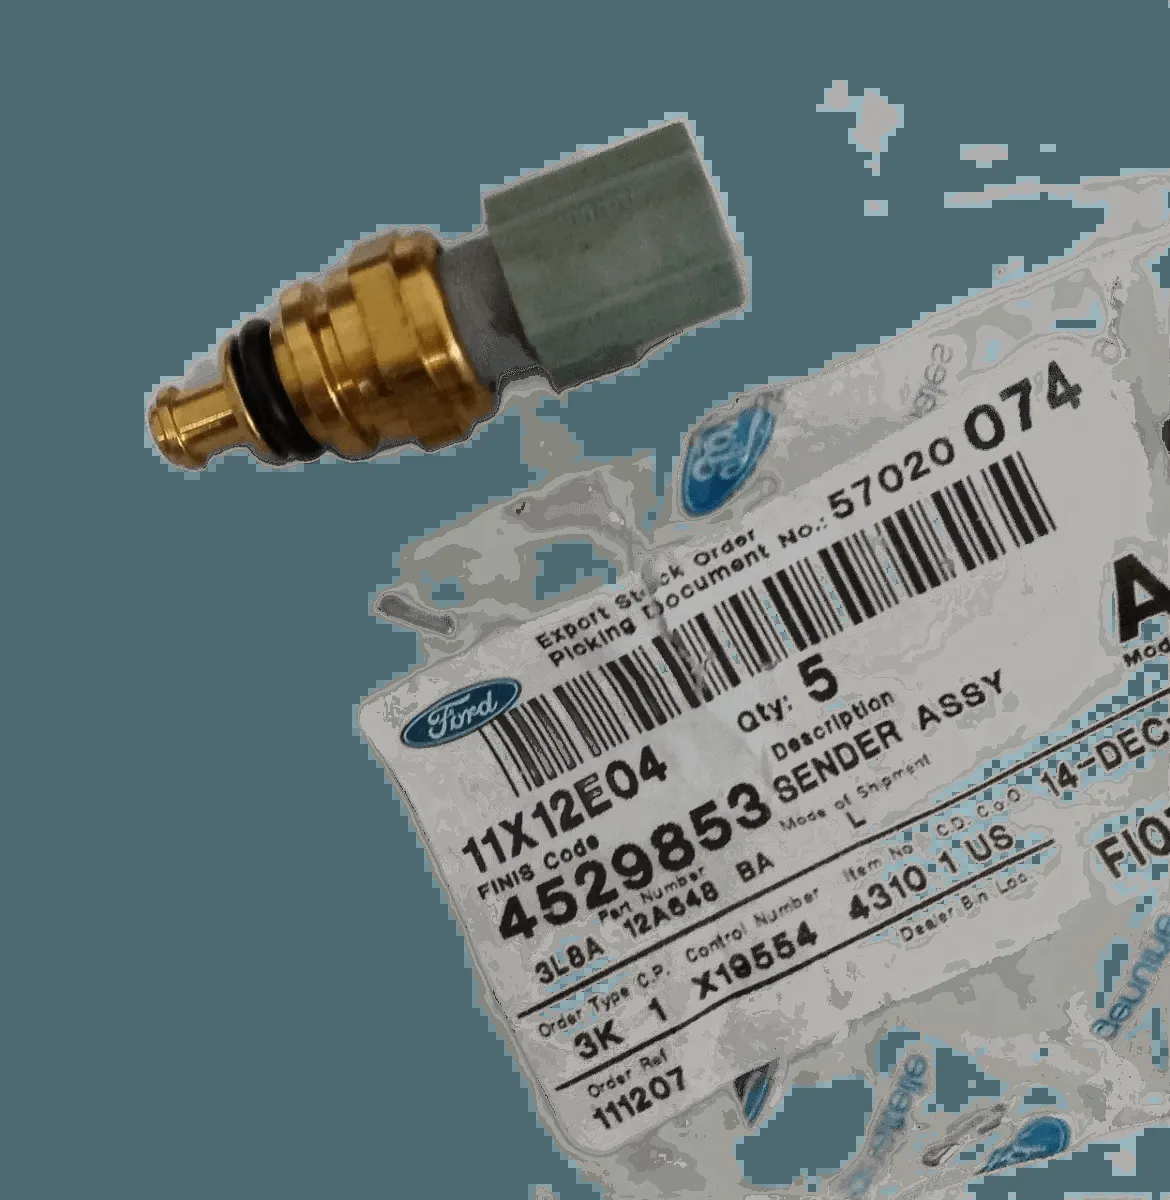 Export Stock Order
Picking Document No.: 57020 074
Ford
11X12E04
Qty: 5
FINIS Code
Description
4529853
SENDER ASSY
Part Number
Mode of Shipment
3L8A 12A648 BA
L
Order Type C.P. Control Number Item No C.D. C.o.O. 14-DEC
3K 1 X19554 4310 1 US
Order Ref
Dealer Bin Loc.
111207